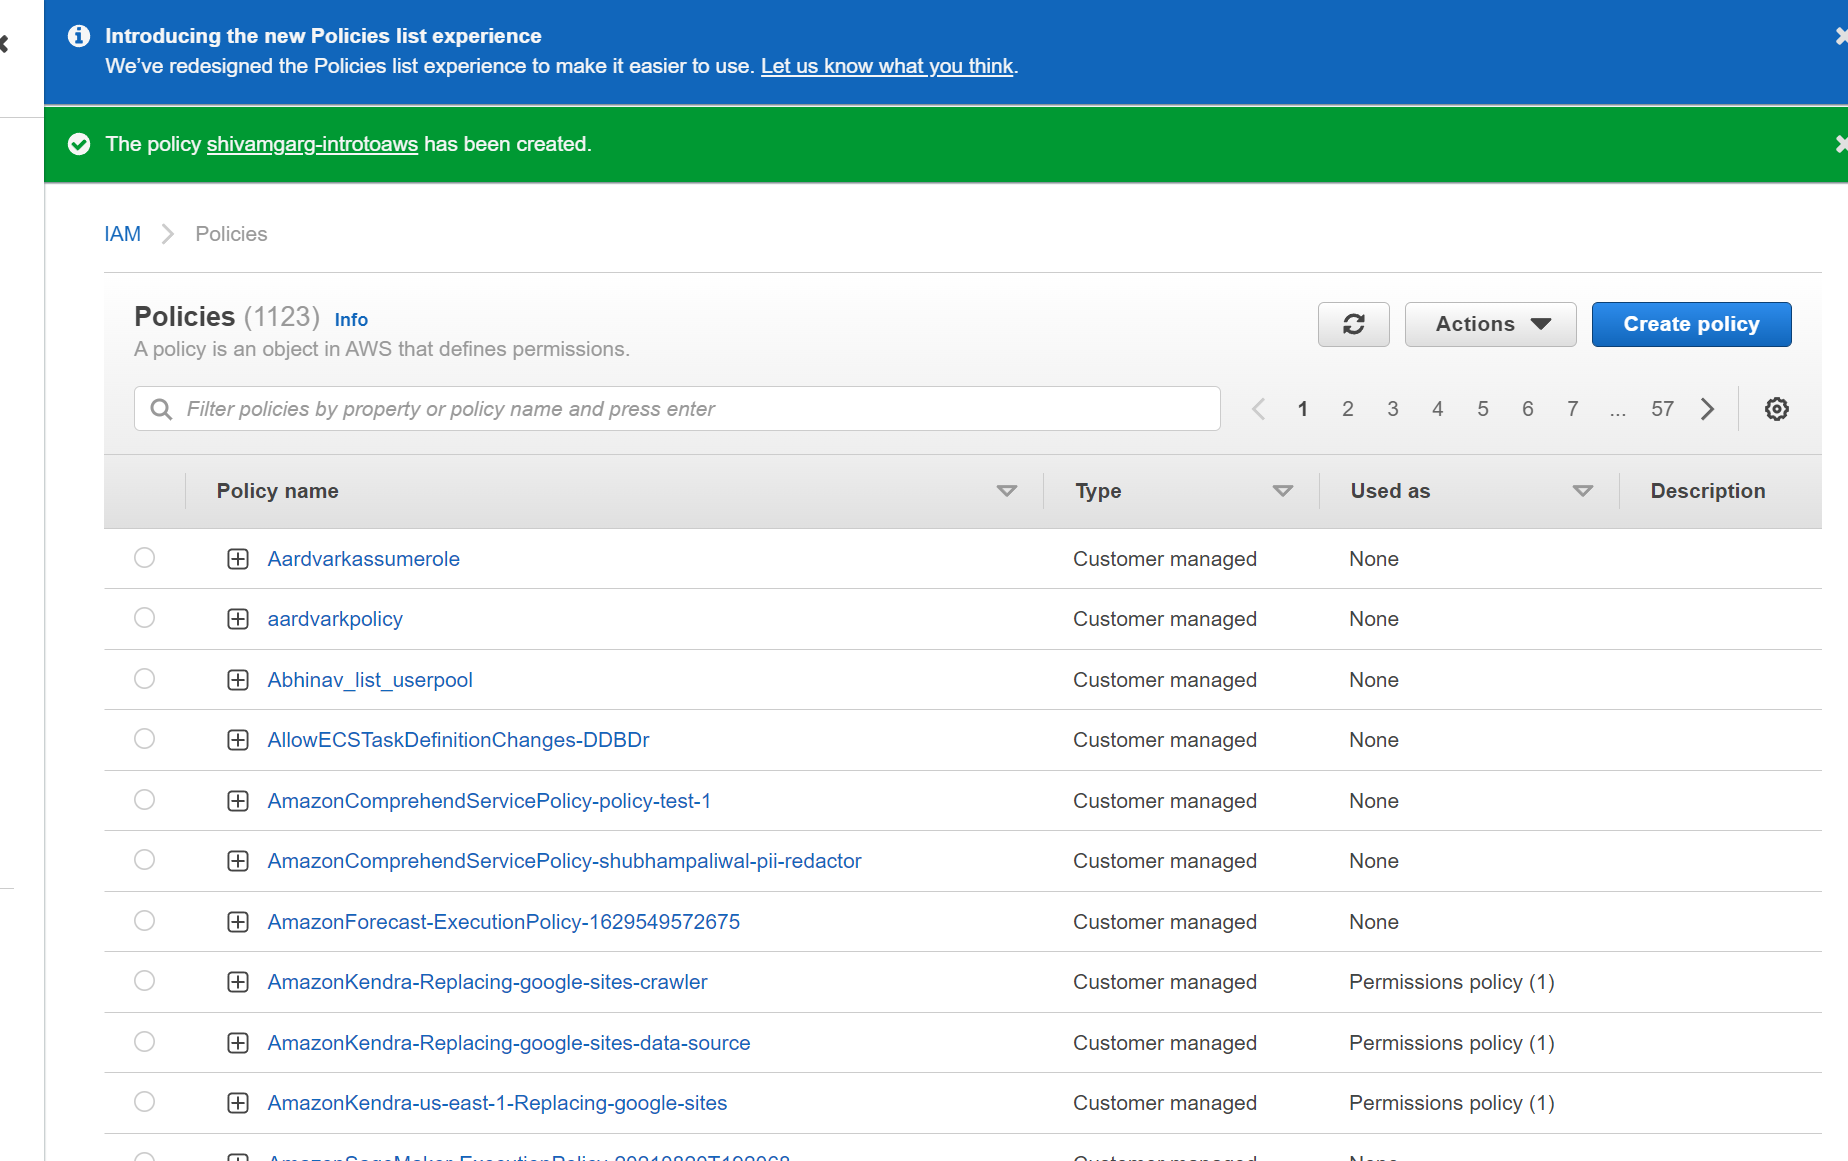 Introducing the new Policies list experience
We've redesigned the Policies list experience to make it easier to use. Let us know what you think.
The policy shivamgarg-introtoaws has been created.
IAM Policies
Policies (1123) Info
A policy is an object in AWS that defines permissions.
Actions
Create policy
Filter policies by property or policy name and press enter
1 2 3 4 5 6 7 ... 57
Policy name Type Used as Description
Aardvarkassumerole Customer managed None
aardvarkpolicy Customer managed None
Abhinav_list_userpool Customer managed None
AllowECSTaskDefinitionChanges-DDBDr Customer managed None
AmazonComprehendServicePolicy-policy-test-1 Customer managed None
AmazonComprehendServicePolicy-shubhampaliwal-pii-redactor Customer managed None
AmazonForecast-ExecutionPolicy-1629549572675 Customer managed None
AmazonKendra-Replacing-google-sites-crawler Customer managed Permissions policy (1)
AmazonKendra-Replacing-google-sites-data-source Customer managed Permissions policy (1)
AmazonKendra-us-east-1-Replacing-google-sites Customer managed Permissions policy (1)
Customer managed None